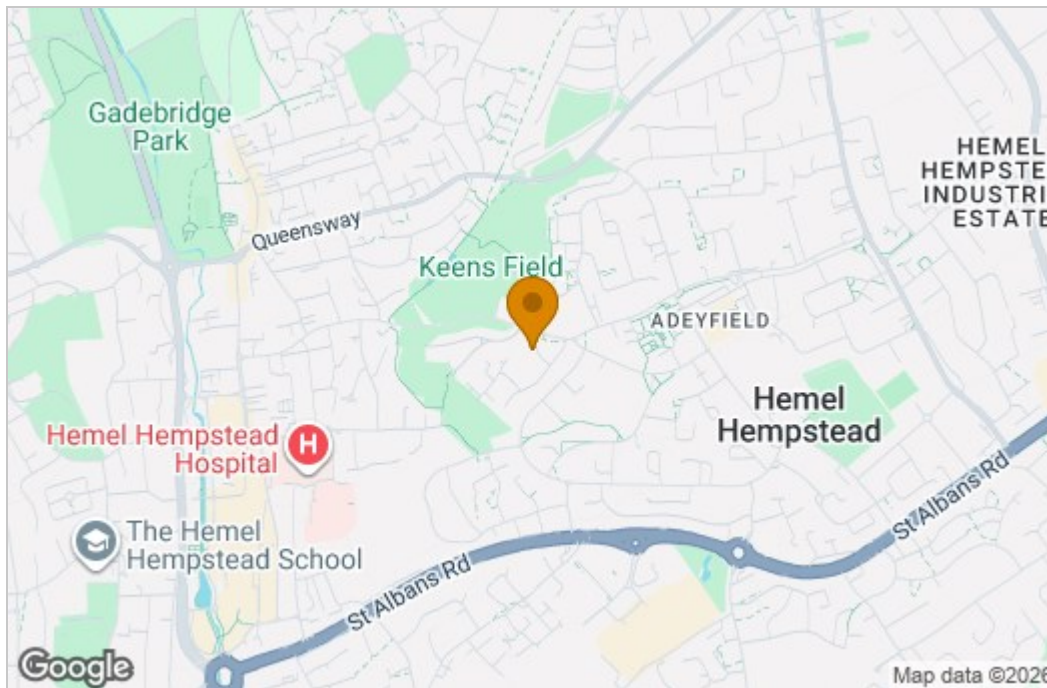 Gadebridge
Park
HEMEL
HEMPSTE
INDUSTRI
ESTATE
Queensway
Keens Field
ADEYFIELD
Hemel
Hempstead
Hemel Hempstead
Hospital
H
St Albans Rd
The Hemel
Hempstead School
St Albans Rd
Google
Map data ©2026